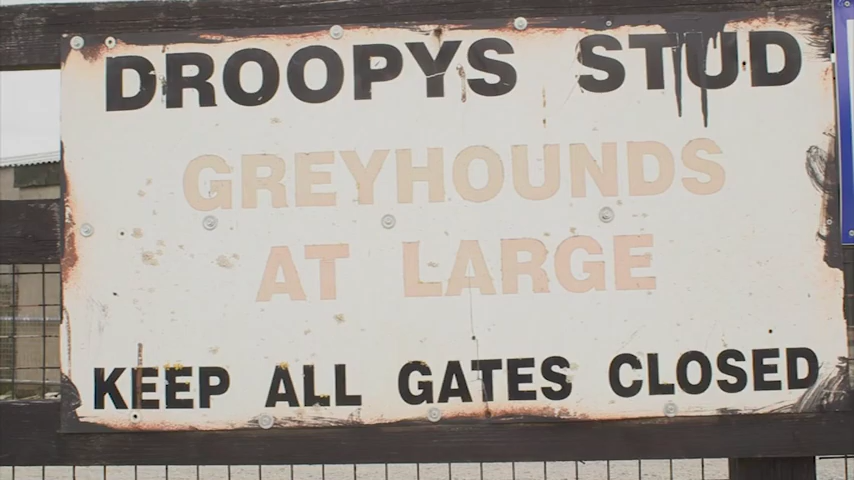 DROOPYS STUD
GREYHOUNDS
AT LARGE
KEEP ALL GATES CLOSED